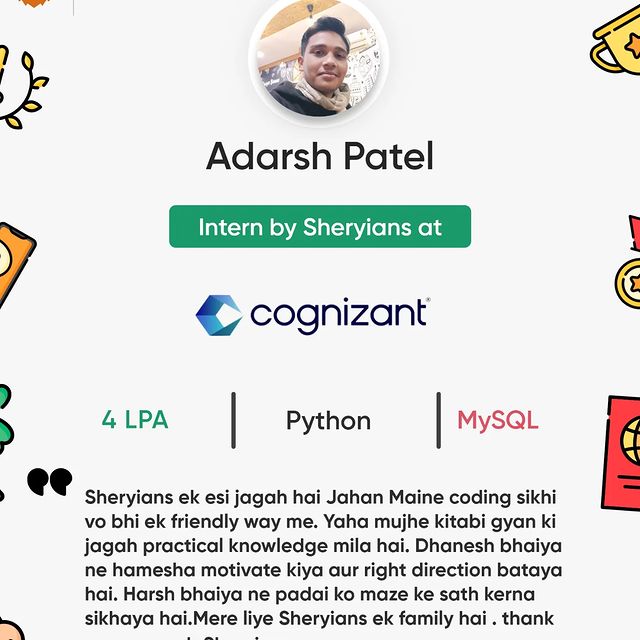 Adarsh Patel
Intern by Sheryians at
cognizant
4 LPA | Python | MySQL
Sheryians ek esi jagah hai Jahan Maine coding sikhi
vo bhi ek friendly way me. Yaha mujhe kitabi gyan ki
jagah practical knowledge mila hai. Dhanesh bhaiya
ne hamesha motivate kiya aur right direction bataya
hai. Harsh bhaiya ne padai ko maze ke sath kerna
sikhaya hai.Mere liye Sheryians ek family hai . thank